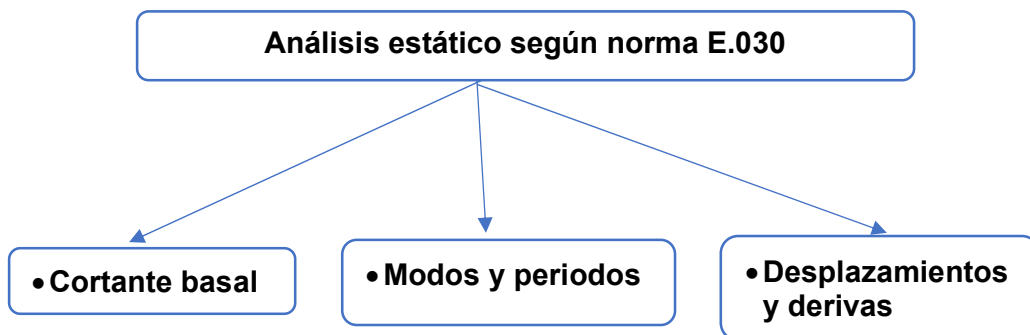 Análisis estático según norma E.030
•Cortante basal
•Modos y periodos
•Desplazamientos
y derivas